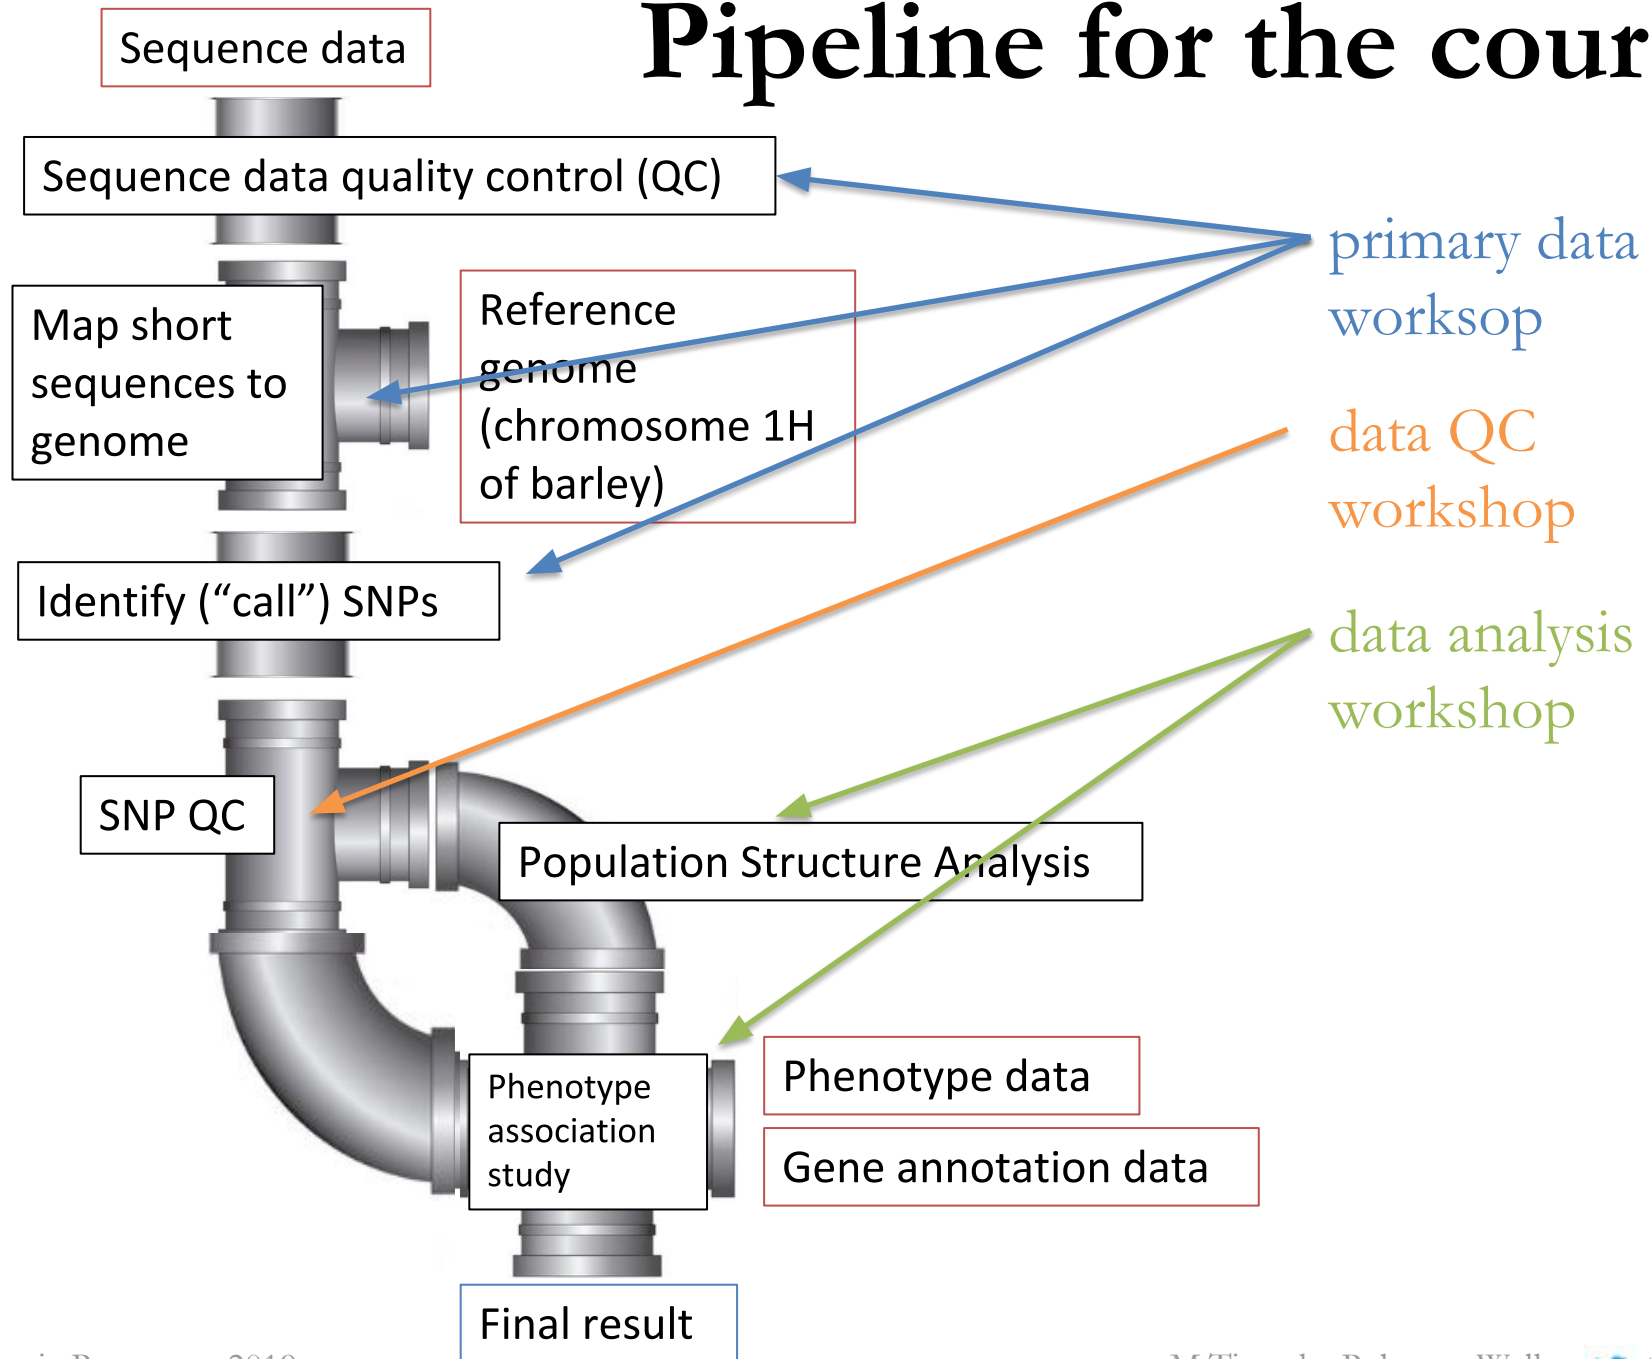 Pipeline for the cour
Sequence data
Sequence data quality control (QC)
Map short
sequences to
genome
Reference
genome
(chromosome 1H
of barley)
Identify (“call”) SNPs
SNP QC
Population Structure Analysis
Phenotype
association
study
Phenotype data
Gene annotation data
Final result
primary data
worksop
data QC
workshop
data analysis
workshop
2019